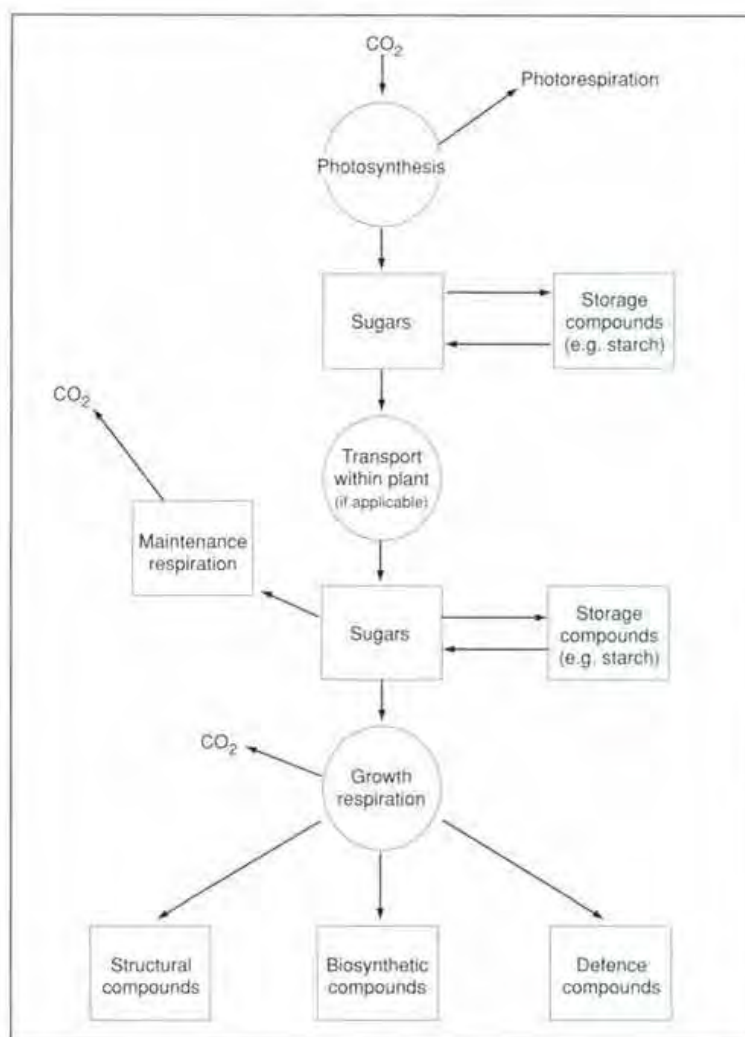 CO2
Photorespiration
Photosynthesis
Sugars
Storage
compounds
(e.g. starch)
CO2
Transport
within plant
(if applicable)
Maintenance
respiration
Sugars
Storage
compounds
(e.g. starch)
CO2
Growth
respiration
Structural
compounds
Biosynthetic
compounds
Defence
compounds